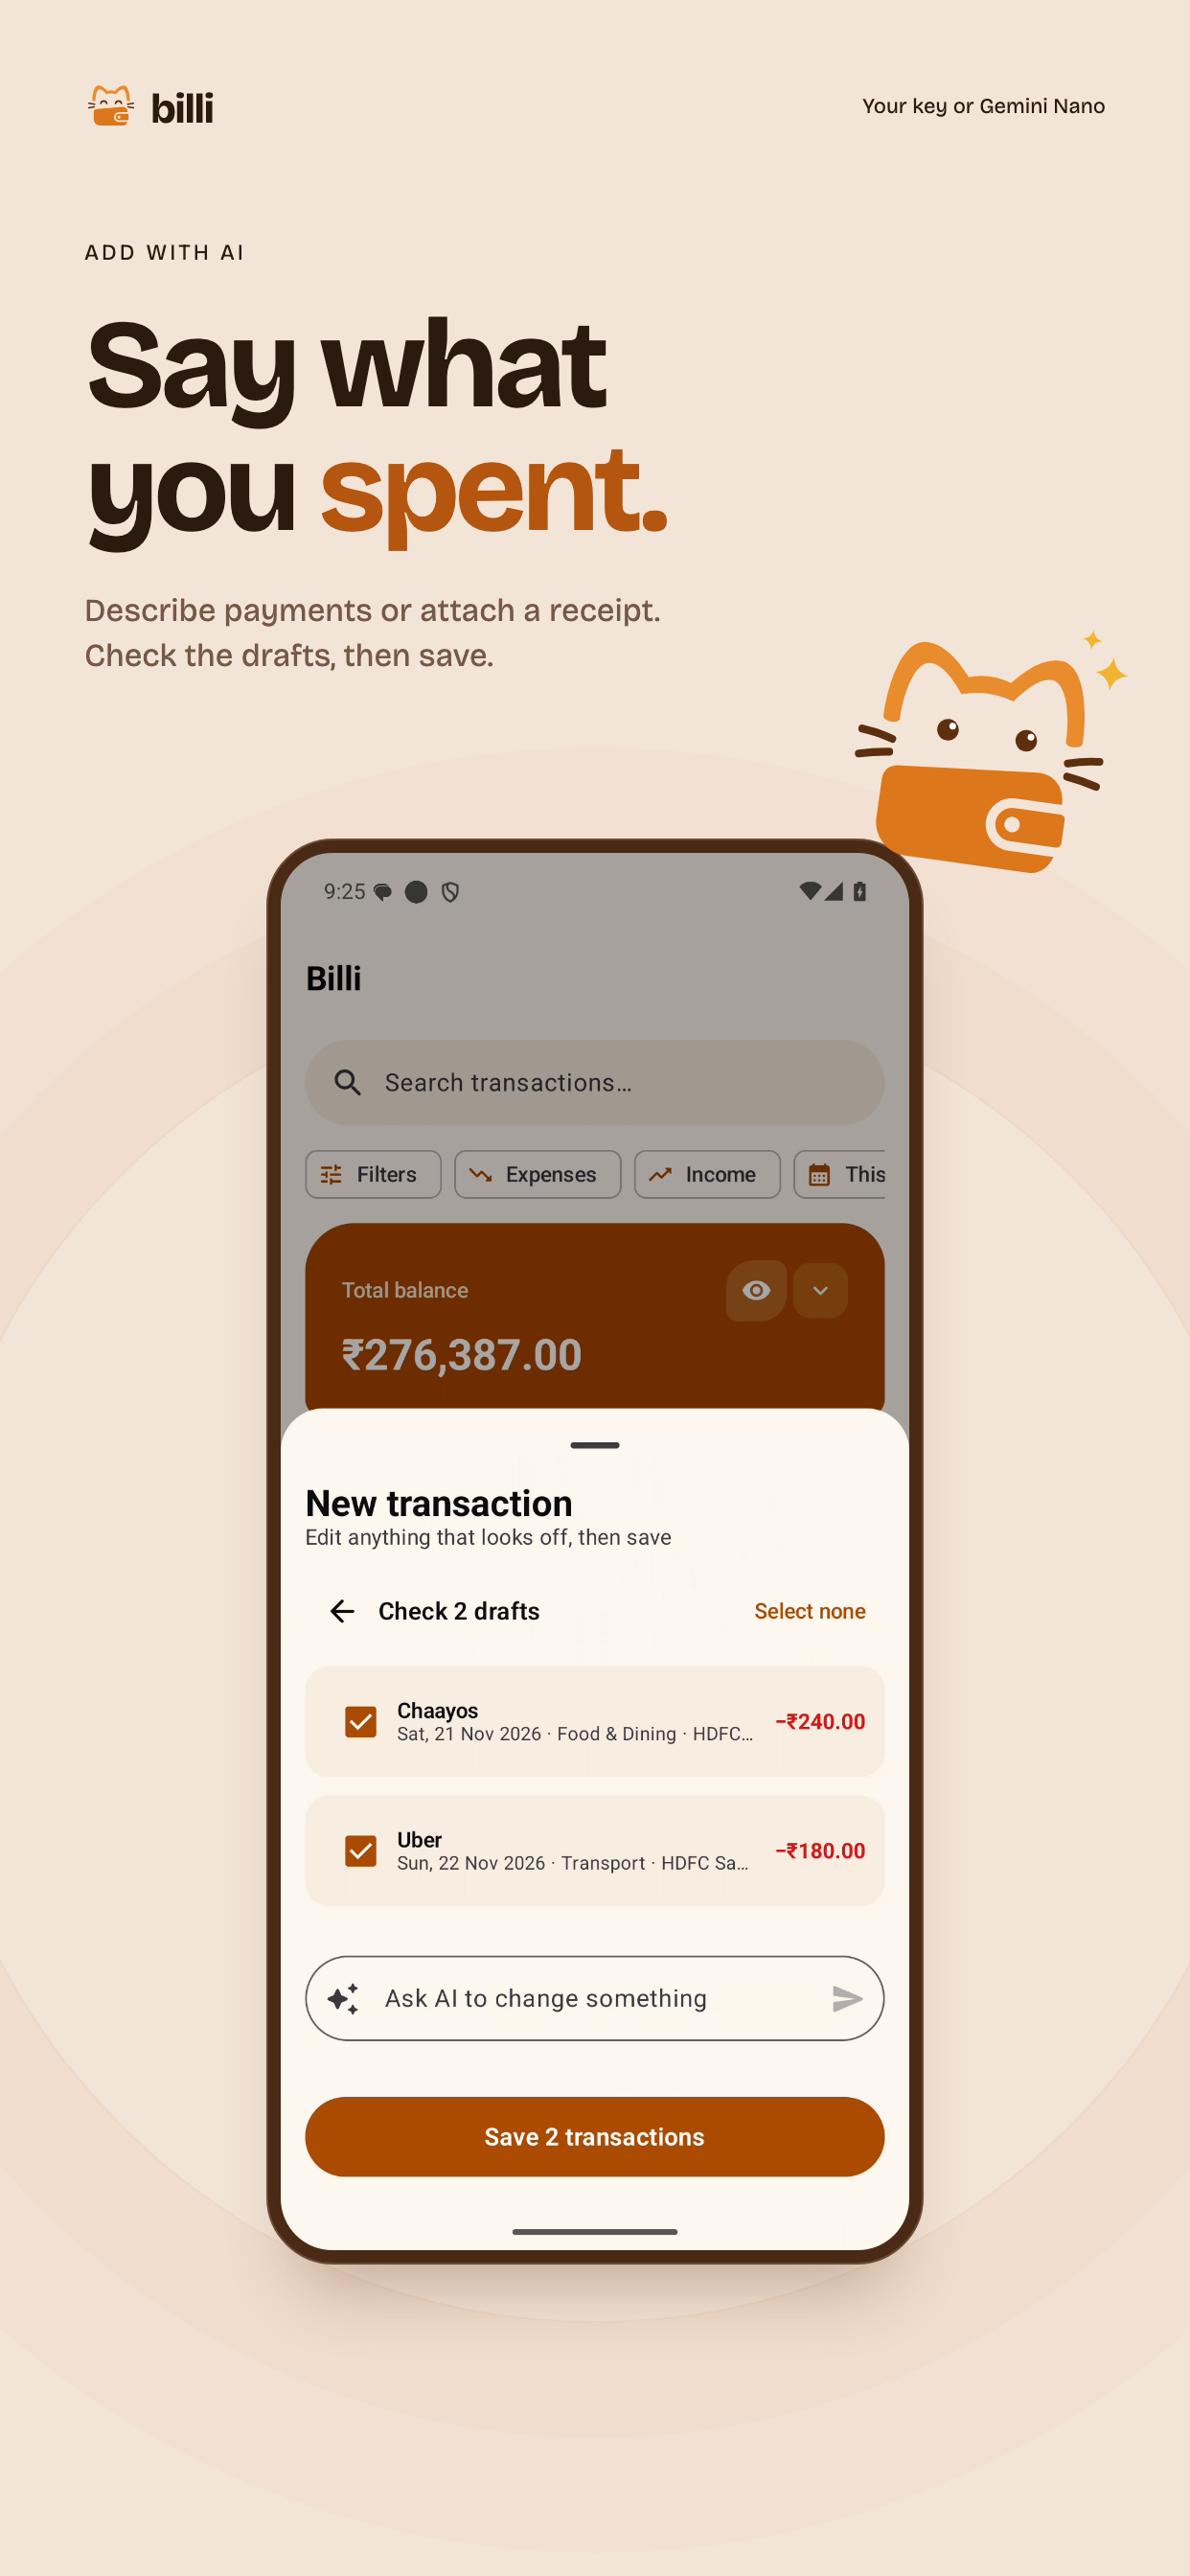 billi
Your key or Gemini Nano
ADD WITH AI
Say what
you spent.
Describe payments or attach a receipt.
Check the drafts, then save.
9:25
Billi
Search transactions...
Filters
Expenses
Income
This
Total balance
₹276,387.00
New transaction
Edit anything that looks off, then save
Check 2 drafts
Select none
Chaayos
Sat, 21 Nov 2026 · Food & Dining · HDFC...
−₹240.00
Uber
Sun, 22 Nov 2026 · Transport · HDFC Sa...
−₹180.00
Ask AI to change something
Save 2 transactions